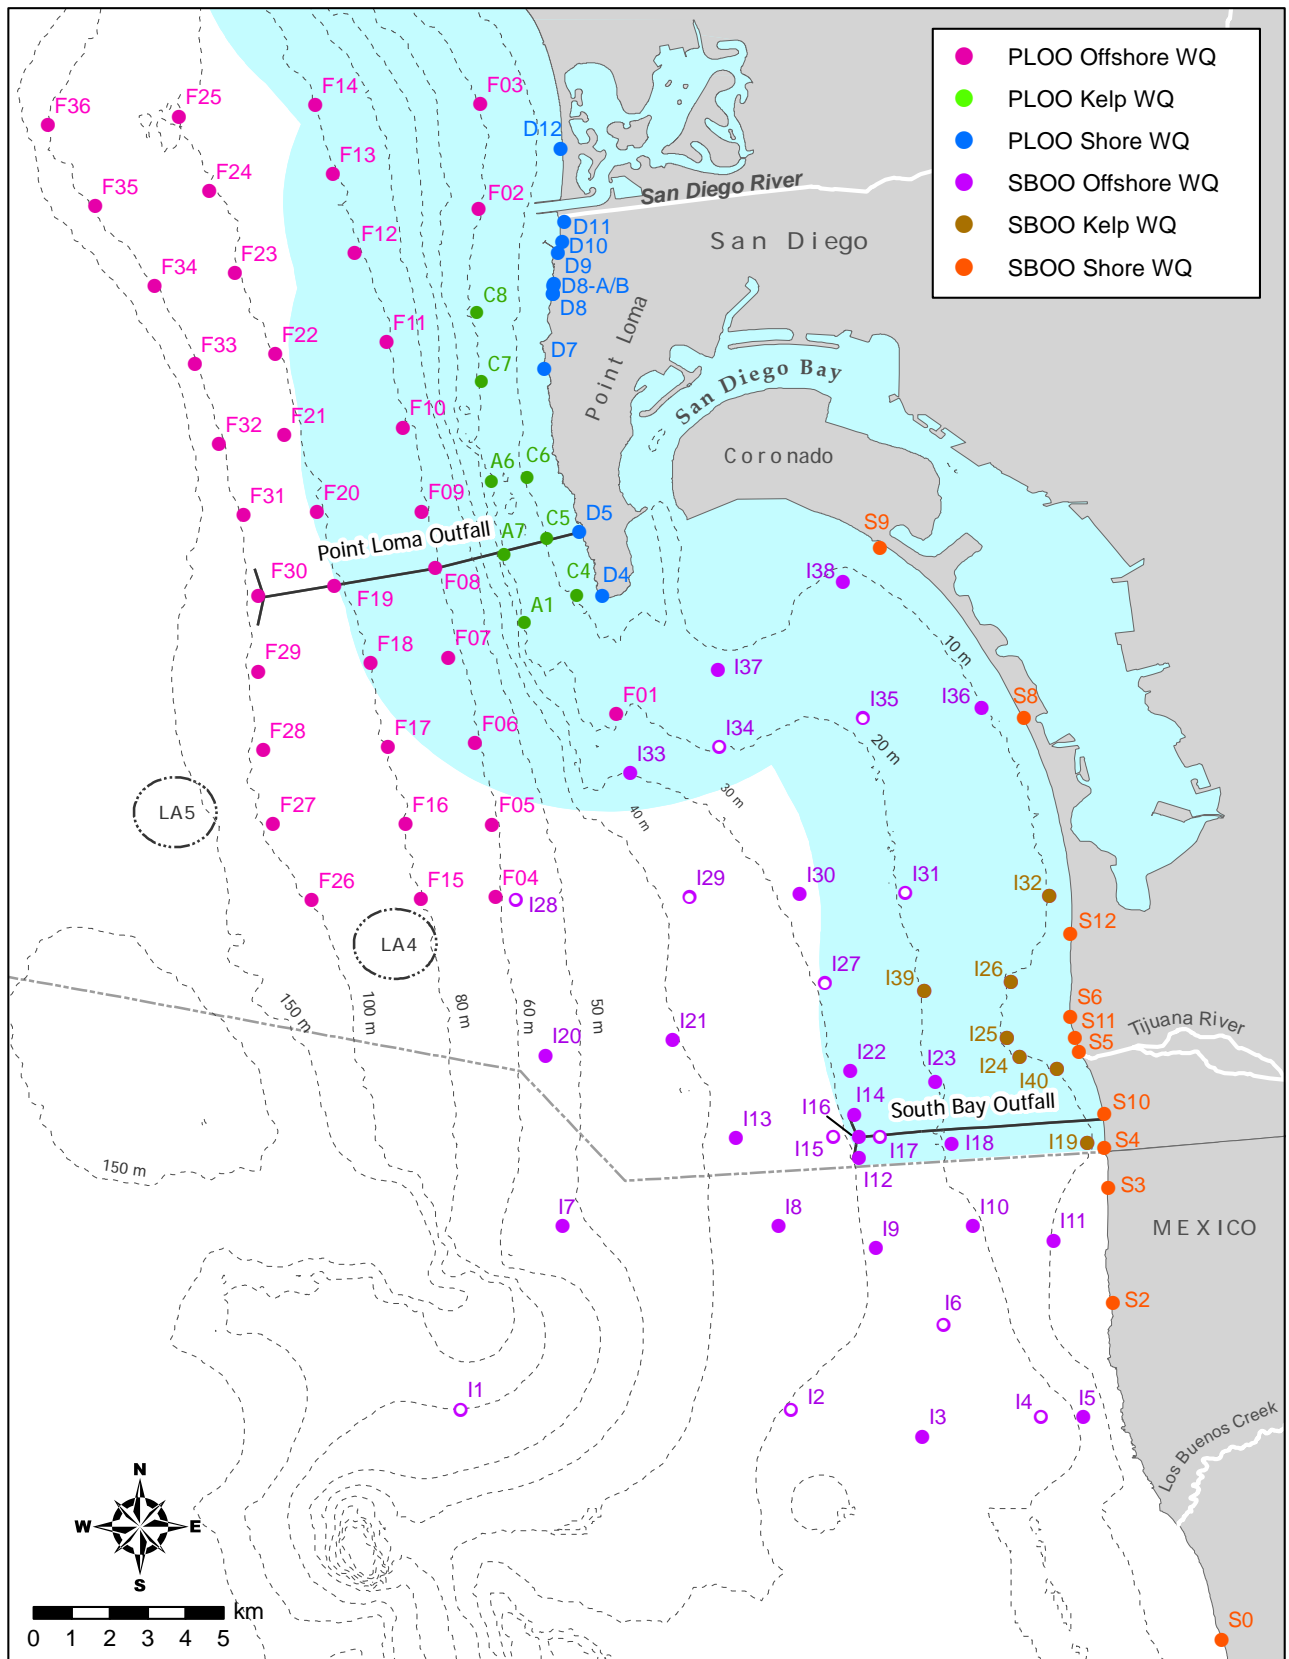 PLOO Offshore WQ
PLOO Kelp WQ
PLOO Shore WQ
SBOO Offshore WQ
SBOO Kelp WQ
SBOO Shore WQ
F36
F25
F14
F03
D12
F35
F24
F13
F02
San Diego River
D11
D10
San Diego
F34
F23
F12
D9
D8-A/B
D8
C8
F33
F22
F11
C7
D7
Point Loma
San Diego Bay
F32
F21
F10
A6
C6
Coronado
F31
F20
F09
A7
C5
D5
S9
Point Loma Outfall
F30
F19
F08
C4
D4
I38
A1
F29
F18
F07
I37
10 m
F01
I35
I36
S8
F28
F17
F06
I34
20 m
I33
LA5
F27
F16
F05
40 m
30 m
F26
F15
F04
I28
I29
I30
I31
I32
S12
LA4
I27
I39
I26
150 m
100 m
80 m
60 m
50 m
S6
I20
I21
S11
I25
S5
Tijuana River
I24
I22
I23
I40
I14
South Bay Outfall
S10
I16
I13
I15
I17
I18
I19
S4
I12
150 m
S3
I7
I8
I9
I10
I11
MEXICO
I6
S2
I1
I2
I3
I4
I5
Los Buenos Creek
N
W
E
S
km
0 1 2 3 4 5
S0